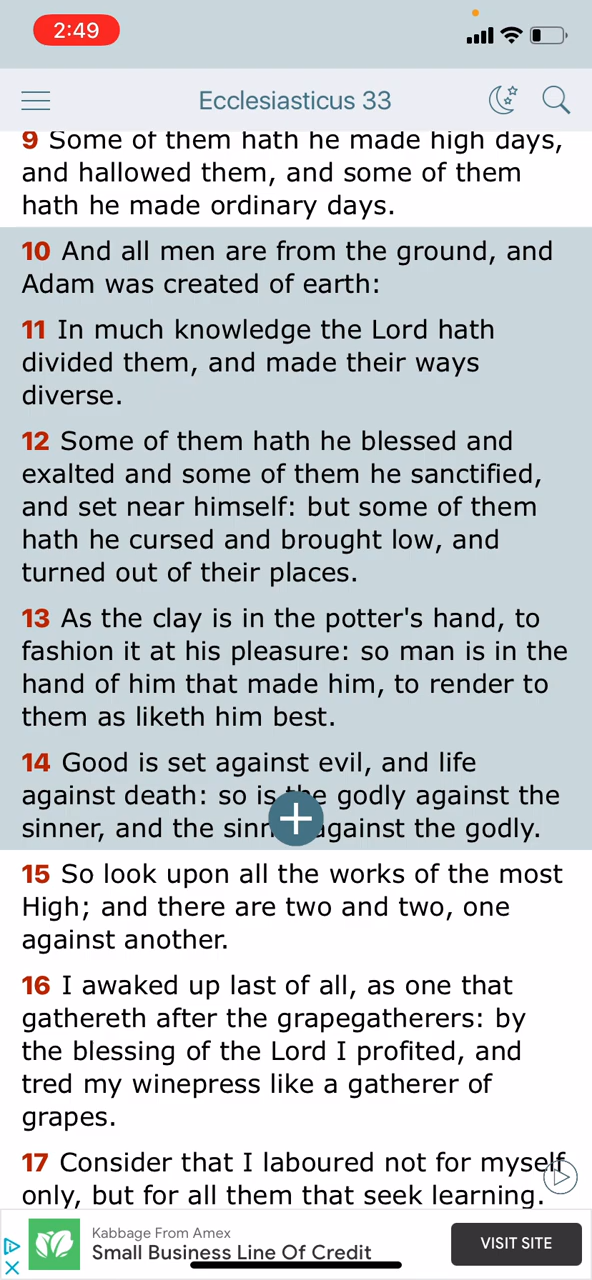 2:49
Ecclesiasticus 33
9 Some of them hath he made high days,
and hallowed them, and some of them
hath he made ordinary days.
10 And all men are from the ground, and
Adam was created of earth:
11 In much knowledge the Lord hath
divided them, and made their ways
diverse.
12 Some of them hath he blessed and
exalted and some of them he sanctified,
and set near himself: but some of them
hath he cursed and brought low, and
turned out of their places.
13 As the clay is in the potter's hand, to
fashion it at his pleasure: so man is in the
hand of him that made him, to render to
them as liketh him best.
14 Good is set against evil, and life
against death: so is the godly against the
sinner, and the sinner against the godly.
15 So look upon all the works of the most
High; and there are two and two, one
against another.
16 I awaked up last of all, as one that
gathereth after the grapegatherers: by
the blessing of the Lord I profited, and
tred my winepress like a gatherer of
grapes.
17 Consider that I laboured not for myself
only, but for all them that seek learning.
Kabbage From Amex
Small Business Line Of Credit
VISIT SITE